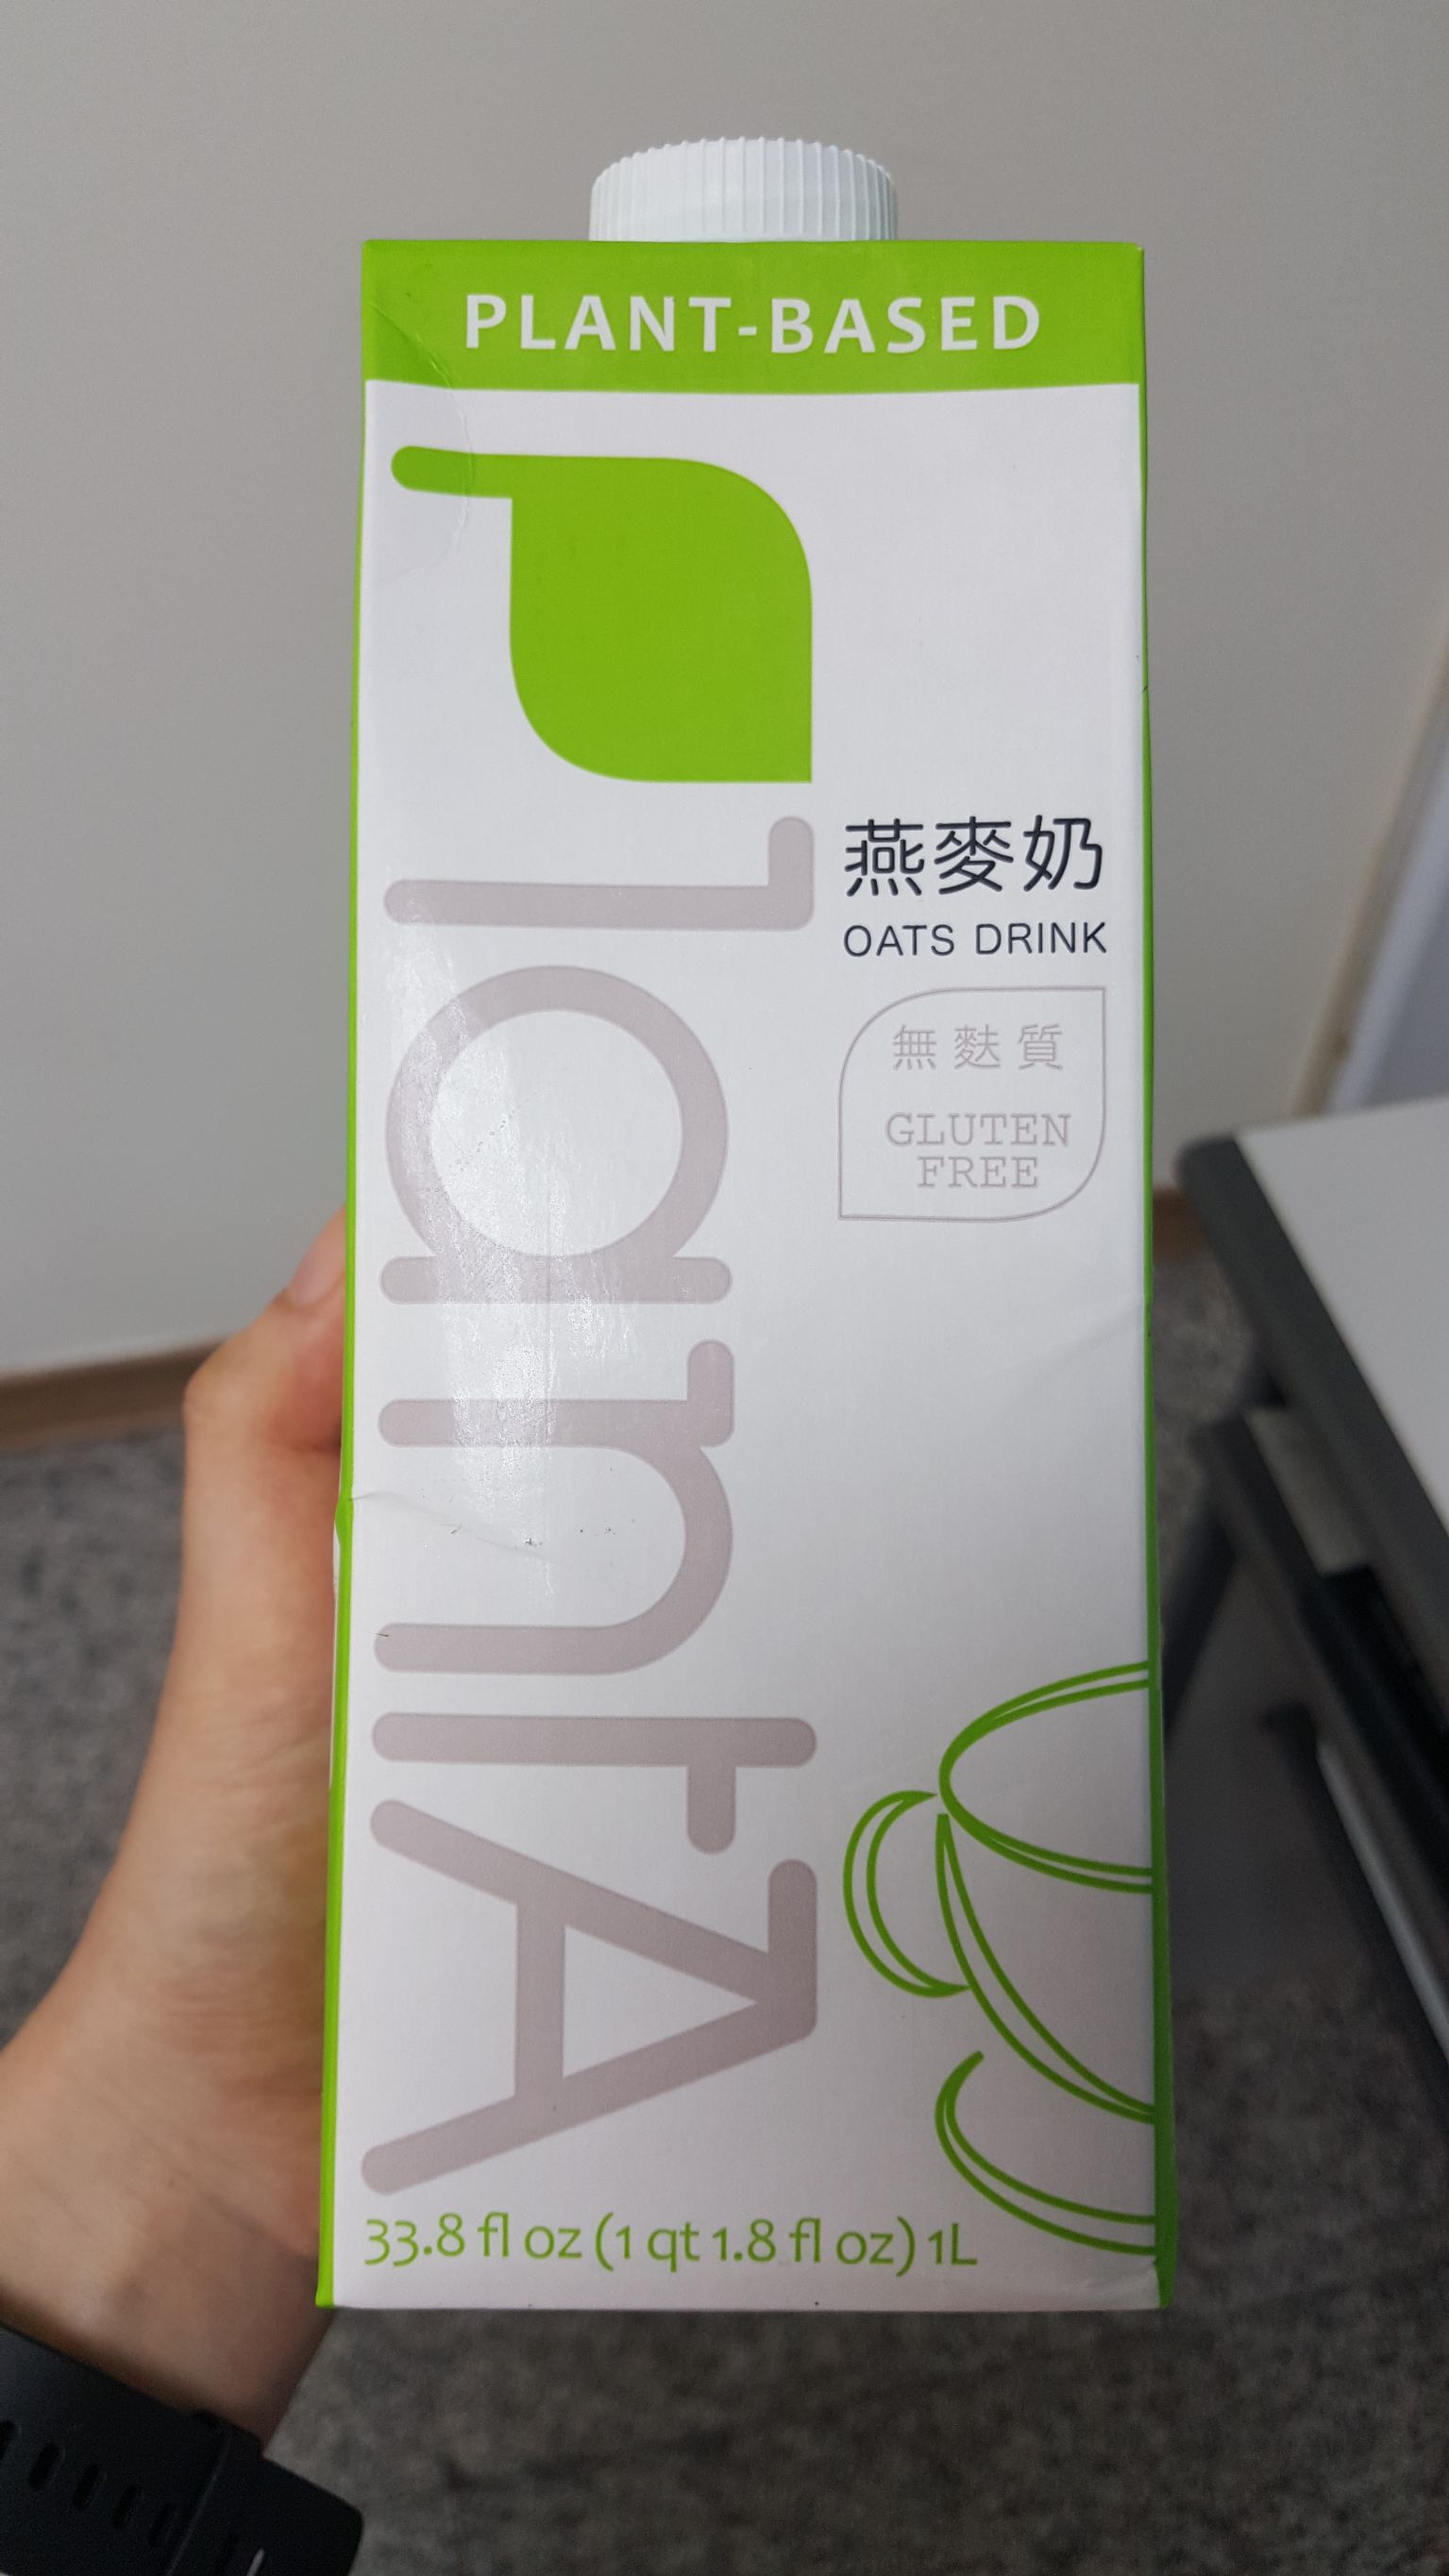 PLANT-BASED
plantA
燕麥奶
OATS DRINK
無麩質
GLUTEN
FREE
33.8 fl oz (1 qt 1.8 fl oz) 1L